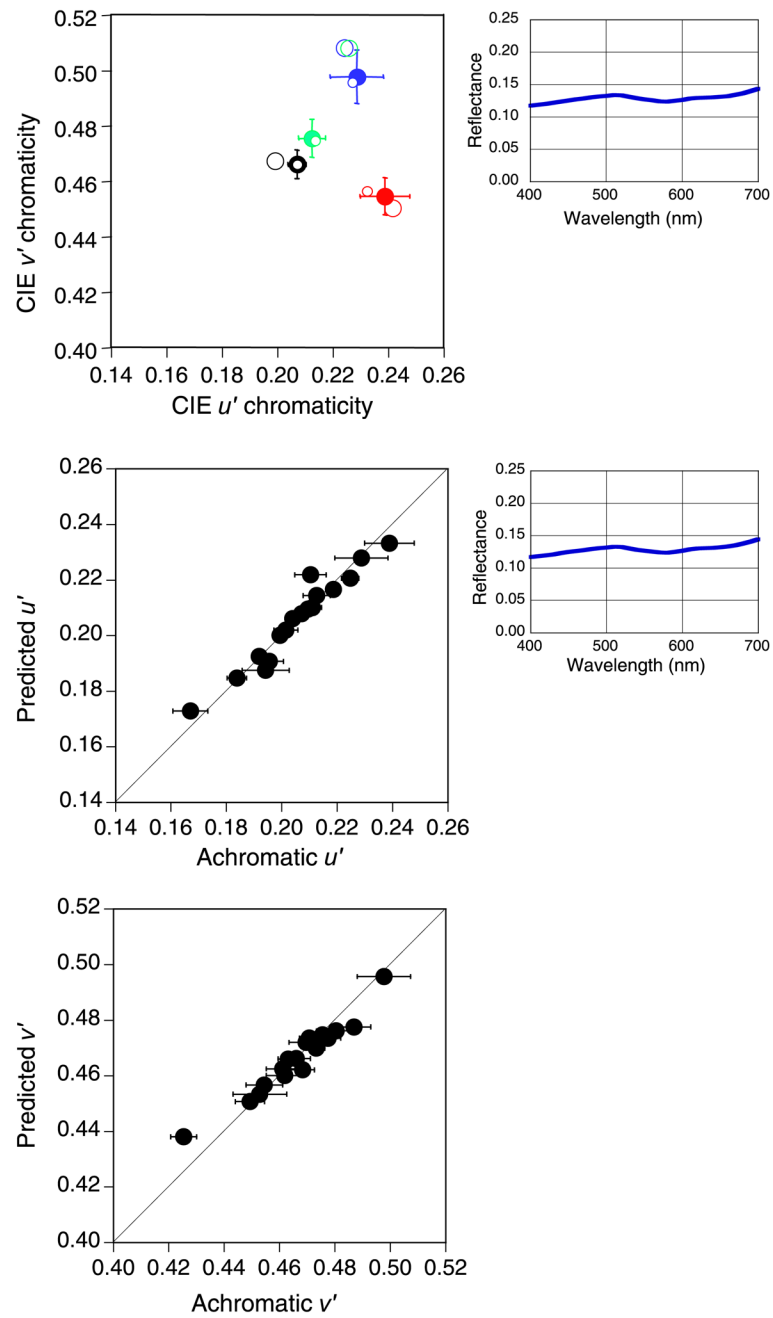 0.52
0.50
0.48
0.46
0.44
0.42
0.40
CIE v′ chromaticity
0.14 0.16 0.18 0.20 0.22 0.24 0.26
CIE u′ chromaticity
0.25
0.20
0.15
0.10
0.05
0.00
Reflectance
400 500 600 700
Wavelength (nm)
0.26
0.24
0.22
0.20
0.18
0.16
0.14
Predicted u′
0.14 0.16 0.18 0.20 0.22 0.24 0.26
Achromatic u′
0.25
0.20
0.15
0.10
0.05
0.00
Reflectance
400 500 600 700
Wavelength (nm)
0.52
0.50
0.48
0.46
0.44
0.42
0.40
Predicted v′
0.40 0.42 0.44 0.46 0.48 0.50 0.52
Achromatic v′